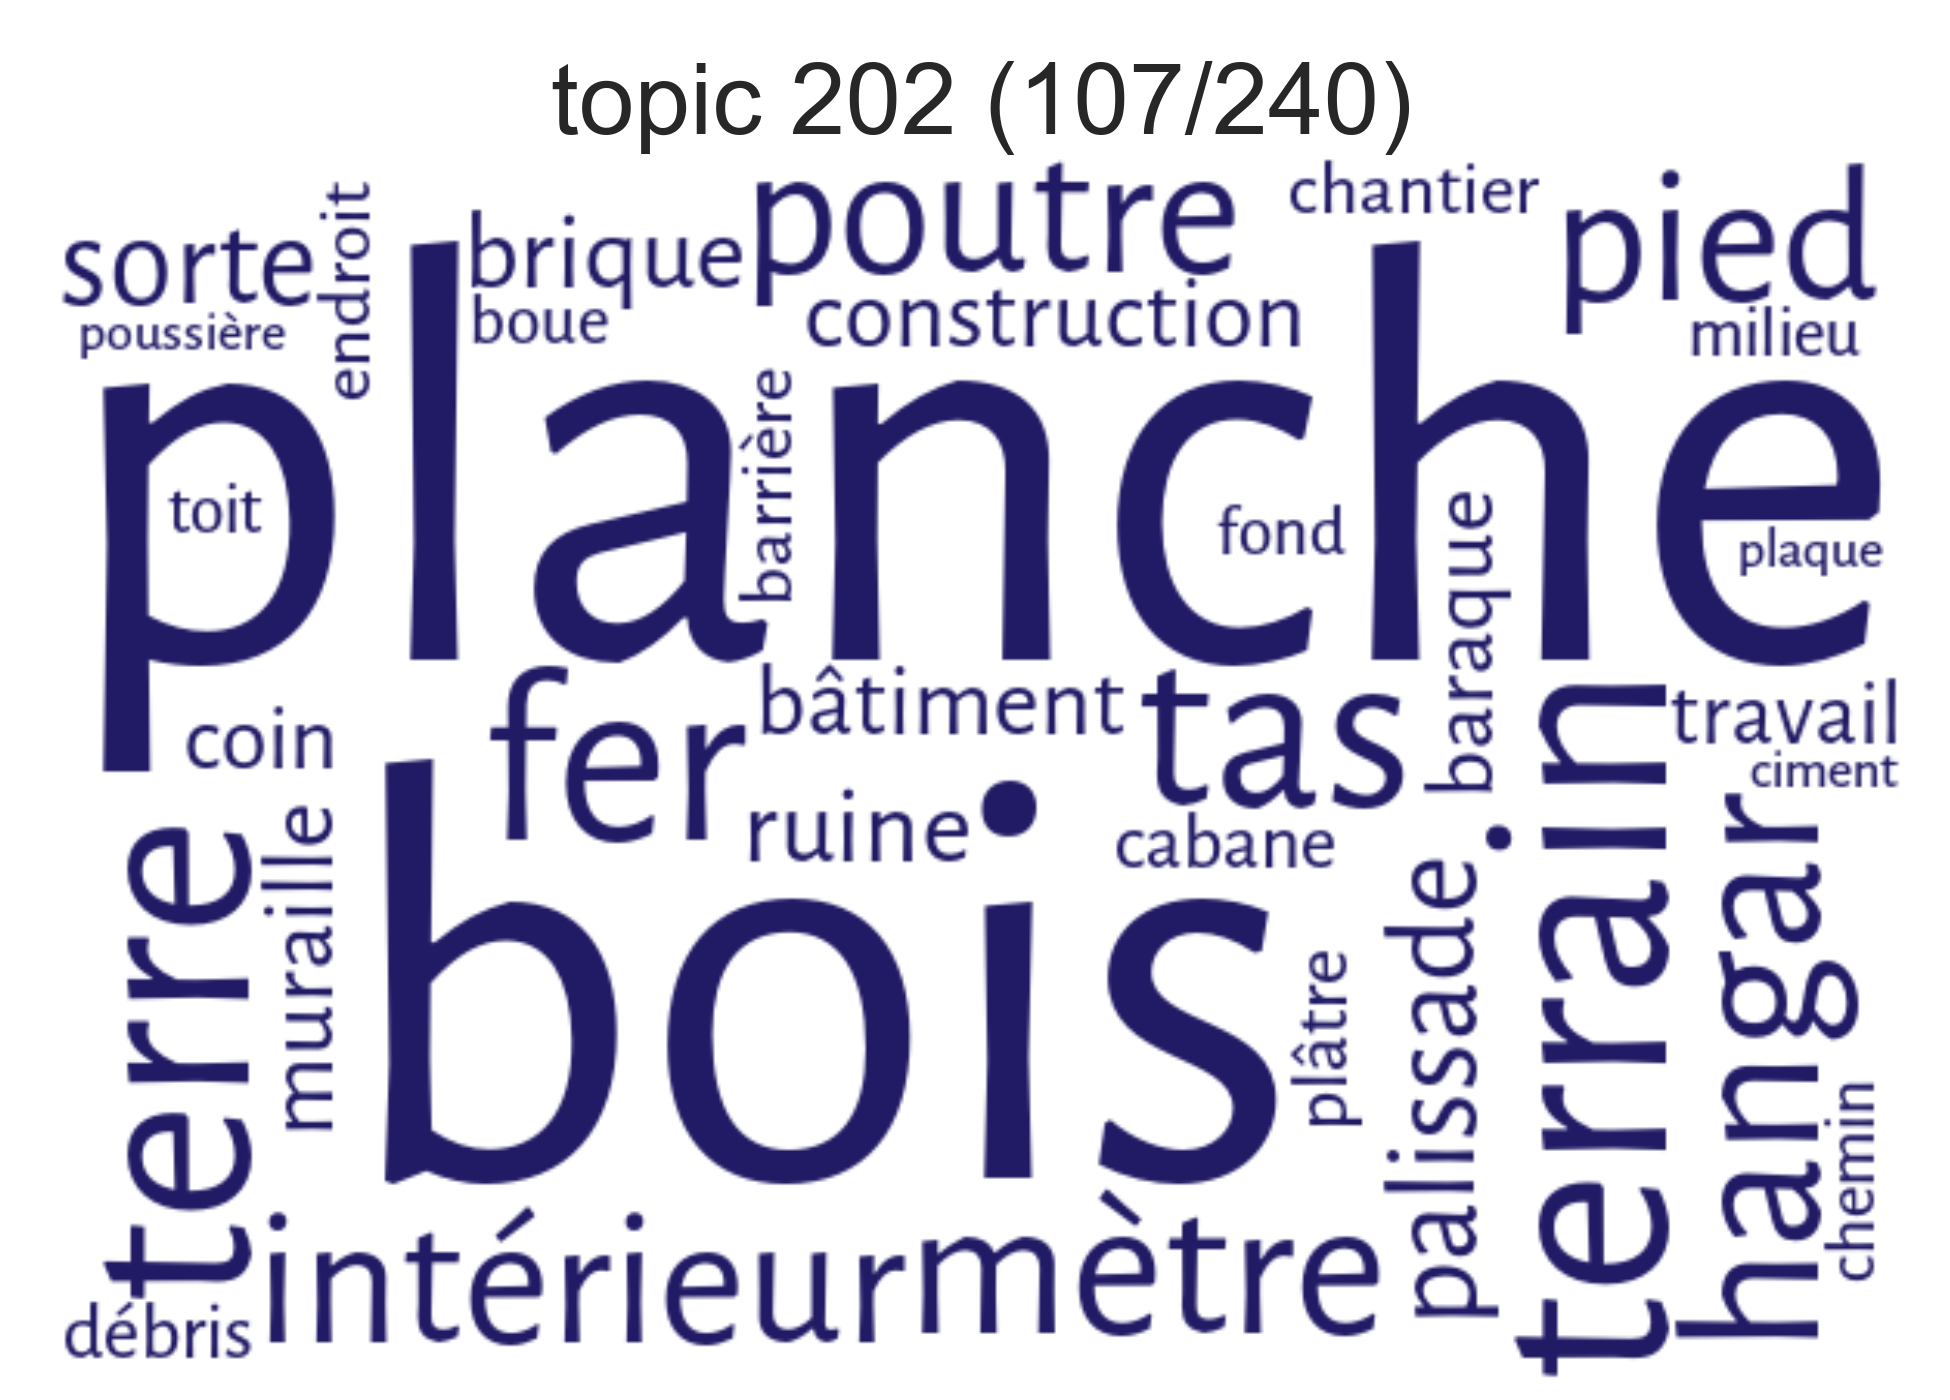 topic 202 (107/240)
sorte
endroit
brique
poutre
chantier
pied
poussière
boue
construction
milieu
planche
toit
barrière
fond
baraque
plaque
coin
fer
bâtiment
tas
travail
ciment
terre
muraille
ruine
cabane
bois
plâtre
palissade
terrain
hangar
chemin
débris
intérieur
mètre